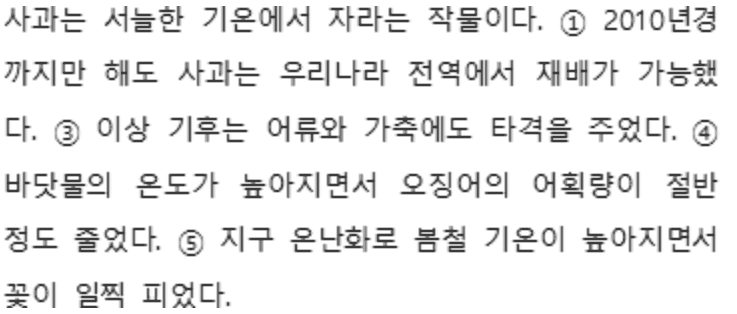 사과는 서늘한 기온에서 자라는 작물이다. ① 2010년경
까지만 해도 사과는 우리나라 전역에서 재배가 가능했
다. ③ 이상 기후는 어류와 가축에도 타격을 주었다. ④
바닷물의 온도가 높아지면서 오징어의 어획량이 절반
정도 줄었다. ⑤ 지구 온난화로 봄철 기온이 높아지면서
꽃이 일찍 피었다.